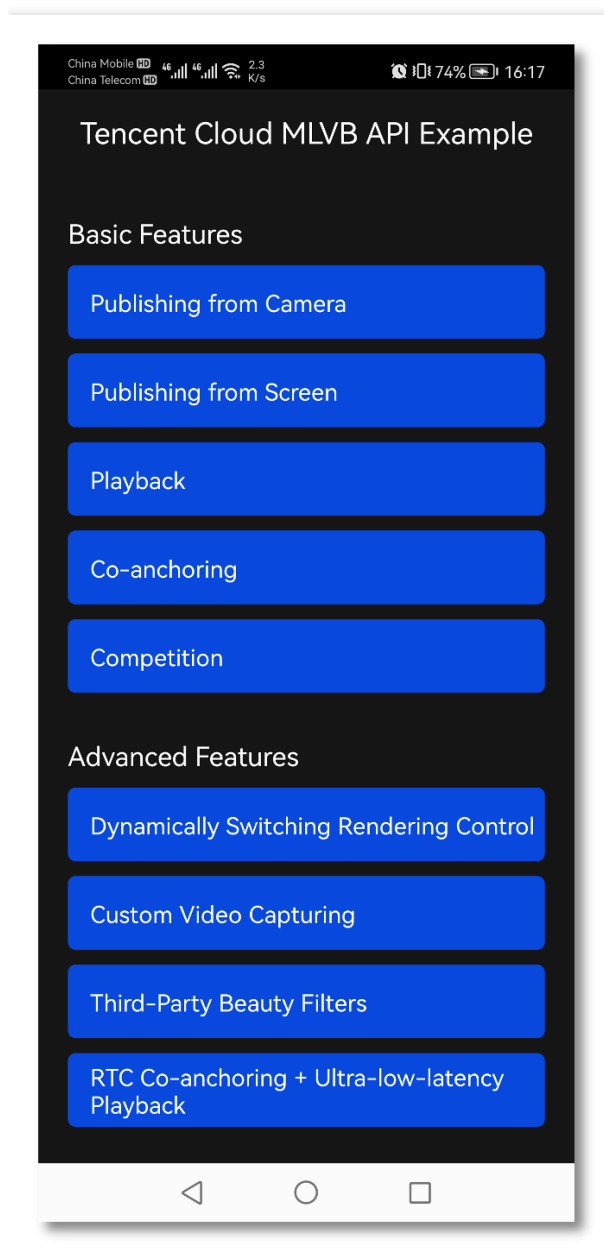 China Mobile HD 4G 4G 2.3 74% 16:17
China Telecom HD K/s
Tencent Cloud MLVB API Example
Basic Features
Publishing from Camera
Publishing from Screen
Playback
Co-anchoring
Competition
Advanced Features
Dynamically Switching Rendering Control
Custom Video Capturing
Third-Party Beauty Filters
RTC Co-anchoring + Ultra-low-latency
Playback